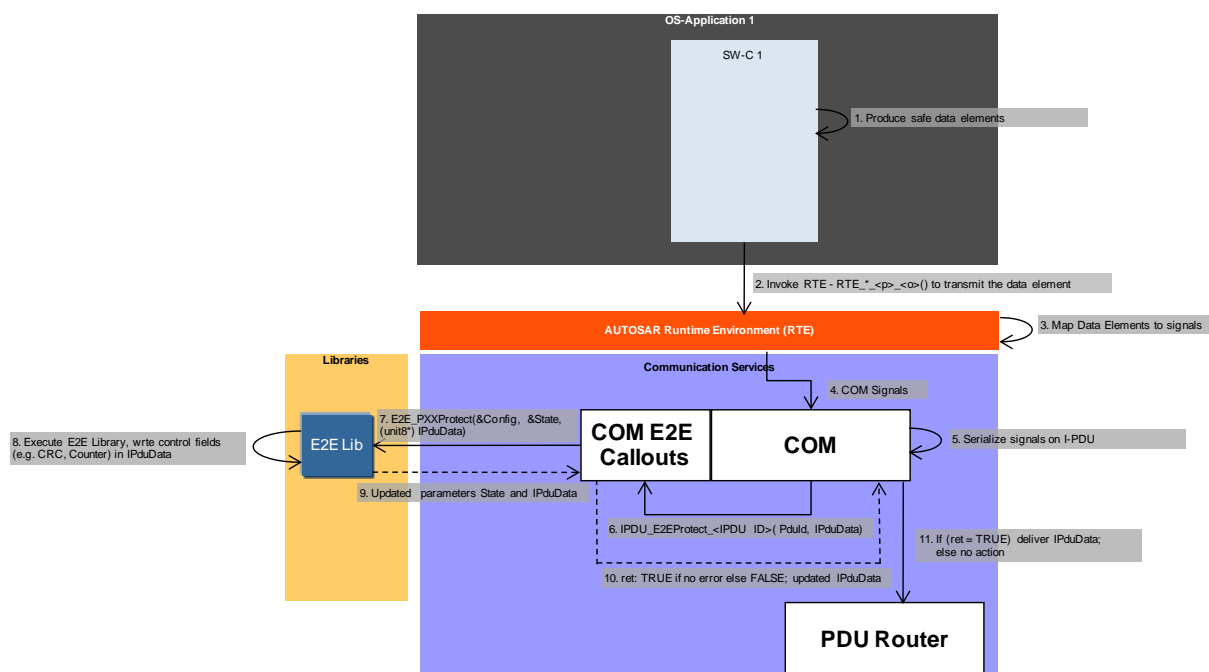 OS-Application 1
SW-C 1
1. Produce safe data elements
2. Invoke RTE - RTE_*_<p>_<o>() to transmit the data element
AUTOSAR Runtime Environment (RTE)
3. Map Data Elements to signals
Libraries
Communication Services
4. COM Signals
7. E2E_PXXProtect(&Config, &State,
(unit8*) IPduData)
8. Execute E2E Library, wrte control fields
(e.g. CRC, Counter) in IPduData
E2E Lib
COM E2E
Callouts
COM
5. Serialize signals on I-PDU
9. Updated parameters State and IPduData
6. IPDU_E2EProtect_<IPDU ID>( PduId, IPduData)
11. If (ret = TRUE) deliver IPduData;
else no action
10. ret: TRUE if no error else FALSE; updated IPduData
PDU Router